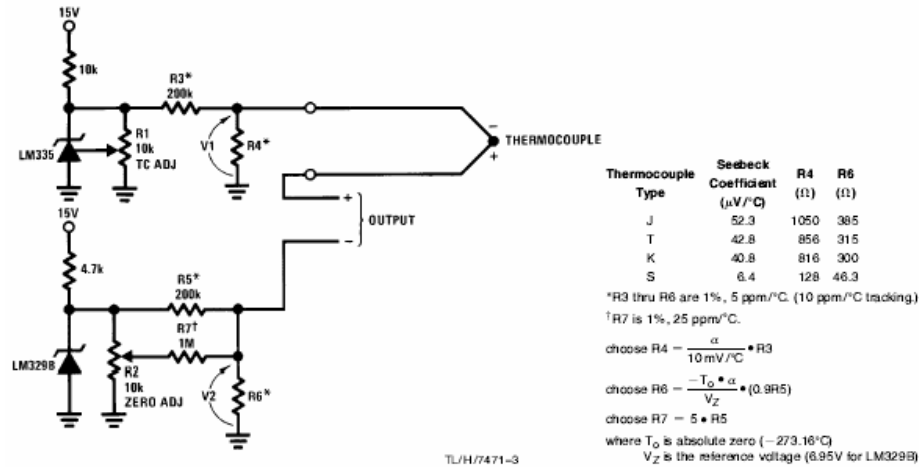 15V
10k
R3*
200k
LM335
R1
10k
TC ADJ
V1
R4*
−
THERMOCOUPLE
+
+
OUTPUT
−
15V
4.7k
R5*
200k
R7†
1M
LM329B
R2
10k
ZERO ADJ
V2
R6*
TL/H/7471–3
Thermocouple Type Seebeck Coefficient (μV/°C) R4 (Ω) R6 (Ω)
J 52.3 1050 385
T 42.8 856 315
K 40.8 816 300
S 6.4 128 46.3
*R3 thru R6 are 1%, 5 ppm/°C. (10 ppm/°C tracking.)
†R7 is 1%, 25 ppm/°C.
choose R4 = α / 10 mV/°C • R3
choose R6 = −To • α / VZ • (0.9R5)
choose R7 = 5 • R5
where To is absolute zero (−273.16°C)
VZ is the reference voltage (6.95V for LM329B)